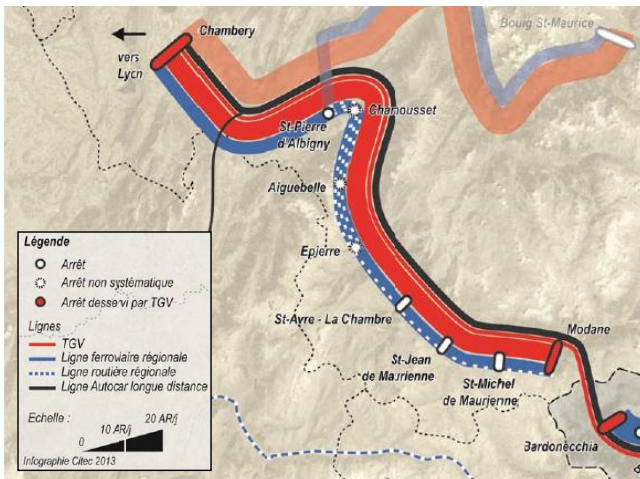 Chambery
Bourg St-Maurice
vers
Lyon
Chamousset
St-Pierre
d'Albigny
Aiguebelle
Epierre
St-Avre - La Chambre
St-Jean
de Maurienne
St-Michel
de Maurienne
Modane
Bardonecchia
Légende
Arrêt
Arrêt non systématique
Arrêt desservi par TGV
Lignes
TGV
Ligne ferroviaire régionale
Ligne routière régionale
Ligne Autocar longue distance
Echelle :
0
10 AR/j
20 AR/j
Infographie Citec 2013